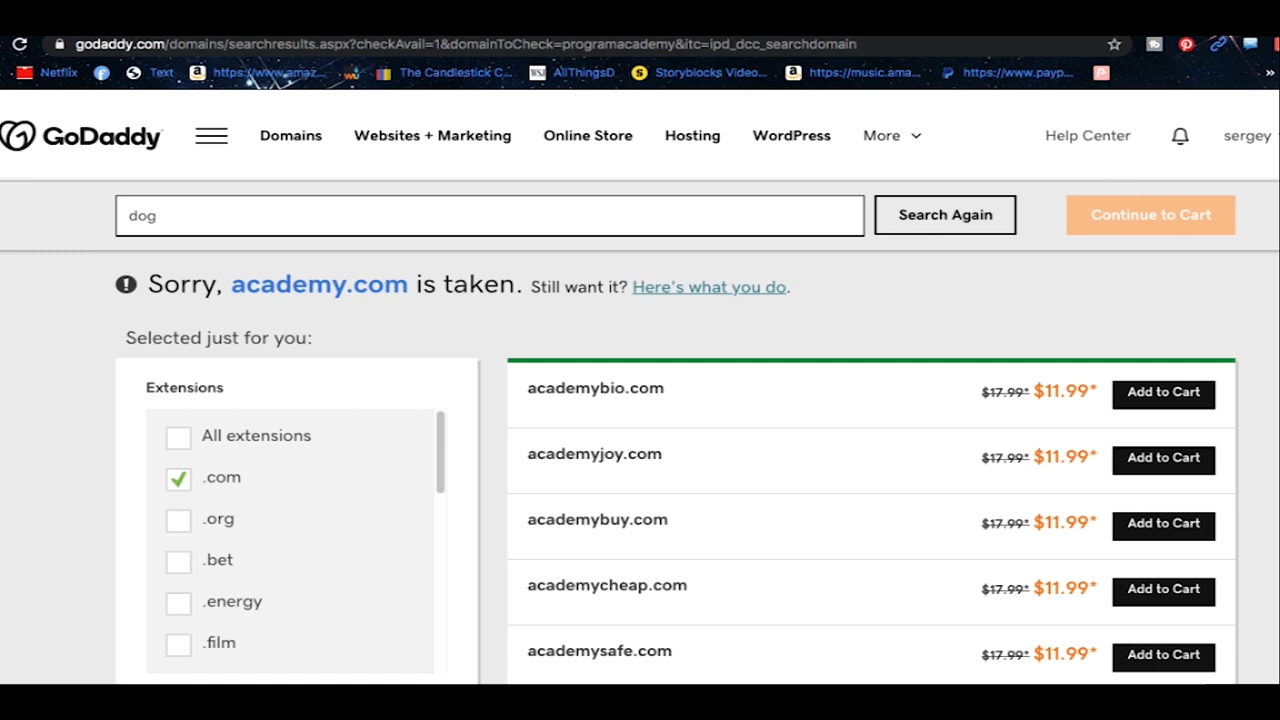 godaddy.com/domains/searchresults.aspx?checkAvail=1&domainToCheck=programacademy&itc=ipd_dcc_searchdomain
Netflix Text https://www.amaz... The Candlestick C... WSJ AllThingsD Storyblocks Video... https://music.ama... https://www.payp... »
GoDaddy Domains Websites + Marketing Online Store Hosting WordPress More Help Center sergey
dog Search Again Continue to Cart
Sorry, academy.com is taken. Still want it? Here's what you do.
Selected just for you:
Extensions
All extensions
.com
.org
.bet
.energy
.film
academybio.com $17.99* $11.99* Add to Cart
academyjoy.com $17.99* $11.99* Add to Cart
academybuy.com $17.99* $11.99* Add to Cart
academycheap.com $17.99* $11.99* Add to Cart
academysafe.com $17.99* $11.99* Add to Cart